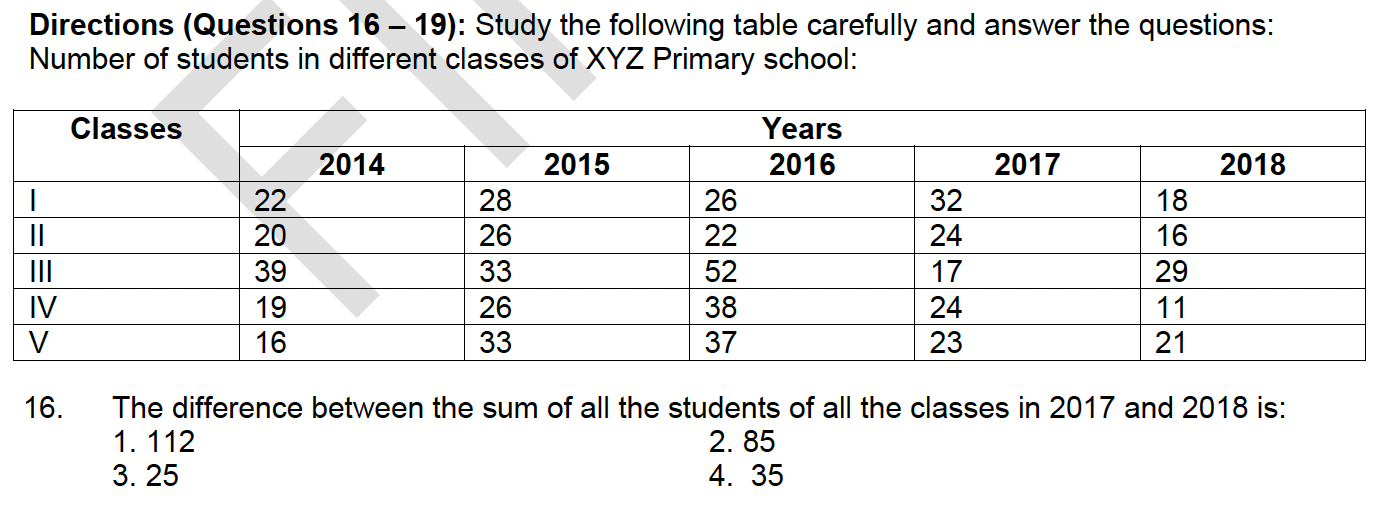 Directions (Questions 16 – 19): Study the following table carefully and answer the questions:
Number of students in different classes of XYZ Primary school:
Classes Years
2014 2015 2016 2017 2018
I 22 28 26 32 18
II 20 26 22 24 16
III 39 33 52 17 29
IV 19 26 38 24 11
V 16 33 37 23 21
16. The difference between the sum of all the students of all the classes in 2017 and 2018 is:
1. 112 2. 85
3. 25 4. 35